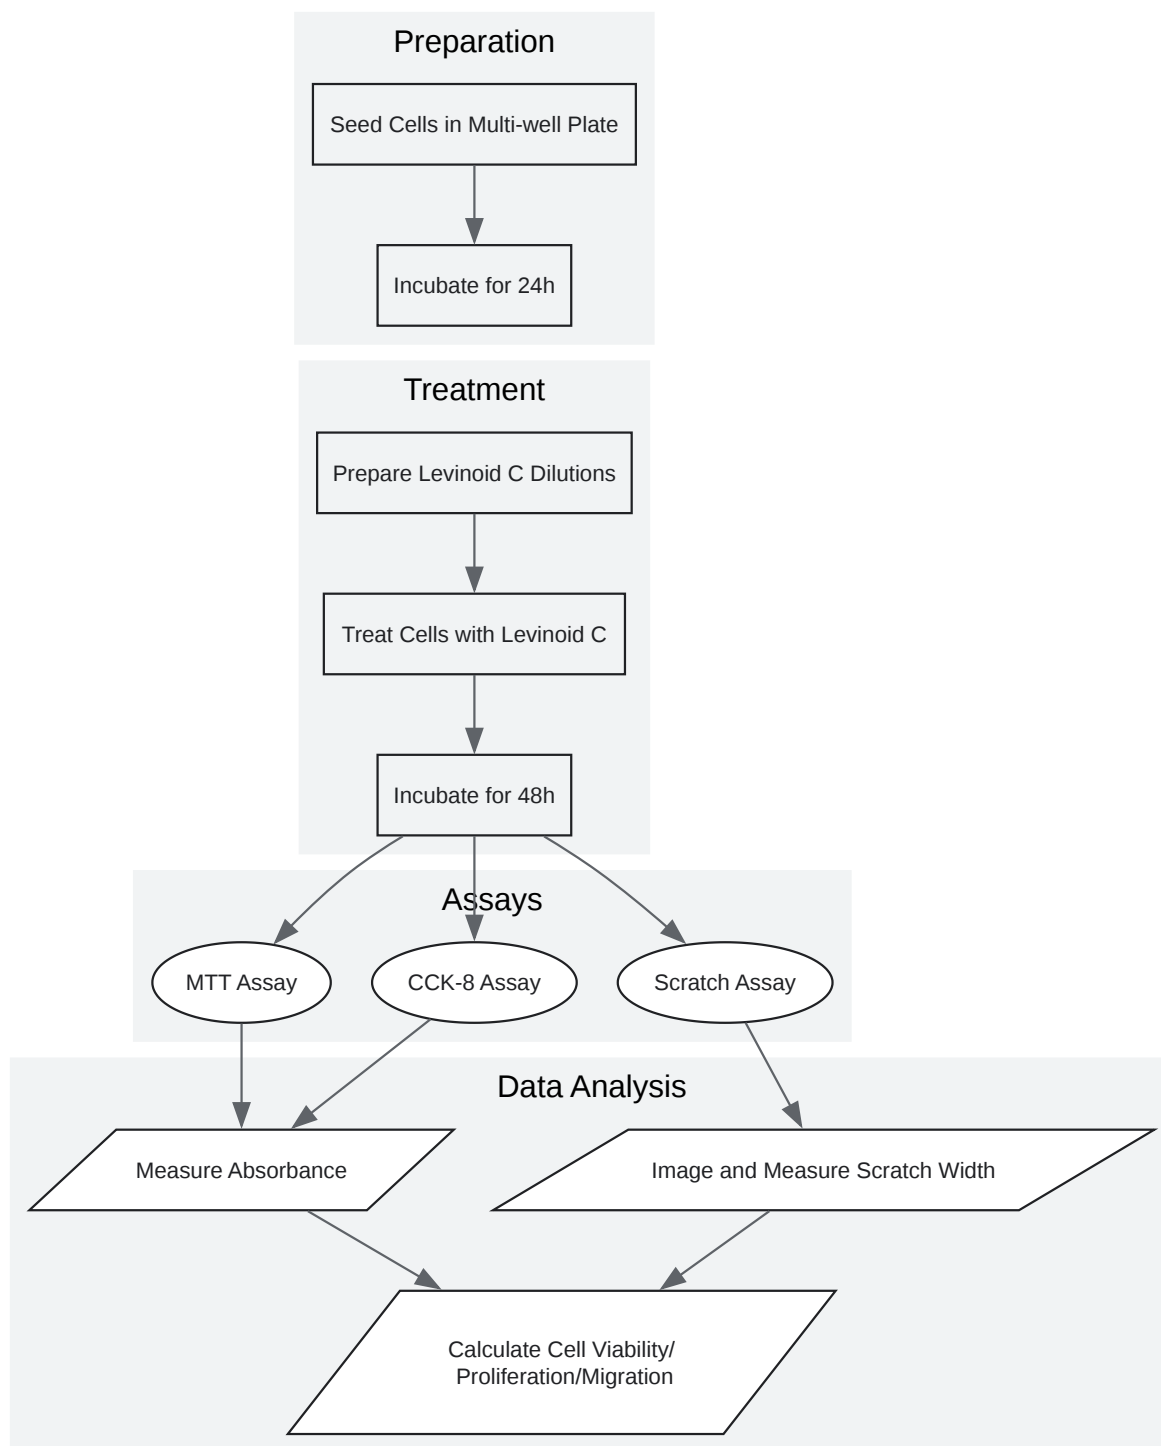 Preparation
Seed Cells in Multi-well Plate
Incubate for 24h
Treatment
Prepare Levinoid C Dilutions
Treat Cells with Levinoid C
Incubate for 48h
Assays
MTT Assay
CCK-8 Assay
Scratch Assay
Data Analysis
Measure Absorbance
Image and Measure Scratch Width
Calculate Cell Viability/
Proliferation/Migration